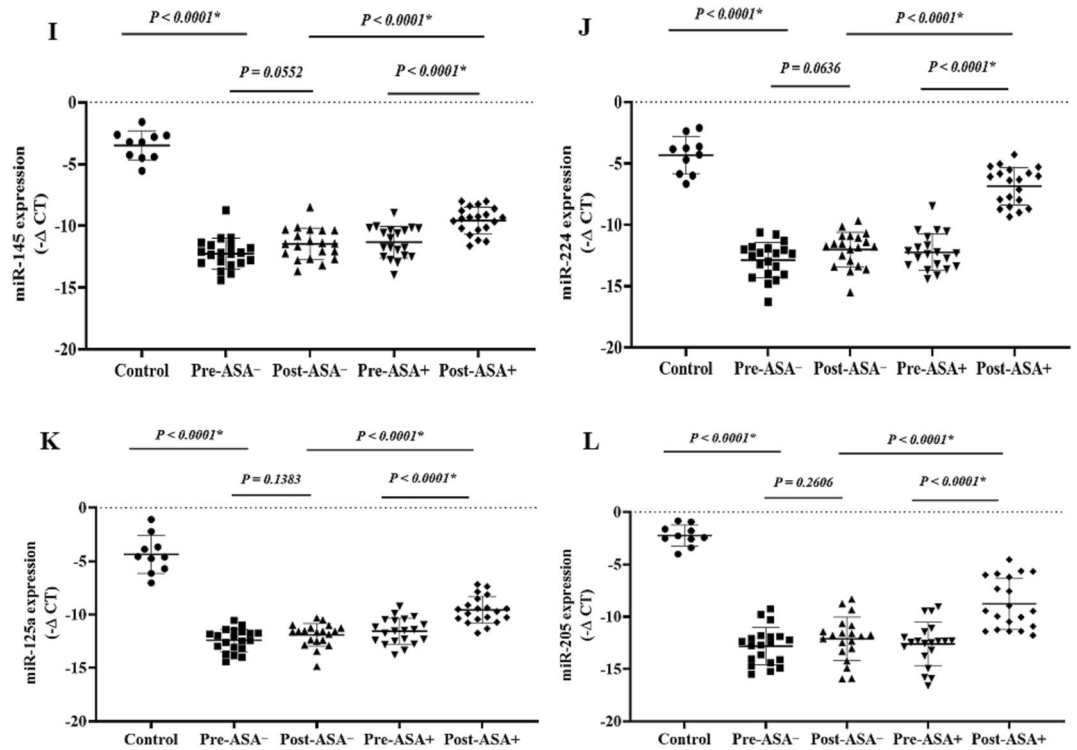 I
P < 0.0001*
P < 0.0001*
P = 0.0552
P < 0.0001*
miR-145 expression
(-Δ CT)
0
-5
-10
-15
-20
Control Pre-ASA⁻ Post-ASA⁻ Pre-ASA+ Post-ASA+
J
P < 0.0001*
P < 0.0001*
P = 0.0636
P < 0.0001*
miR-224 expression
(-Δ CT)
0
-5
-10
-15
-20
Control Pre-ASA⁻ Post-ASA⁻ Pre-ASA+ Post-ASA+
K
P < 0.0001*
P < 0.0001*
P = 0.1383
P < 0.0001*
miR-125a expression
(-Δ CT)
0
-5
-10
-15
-20
Control Pre-ASA⁻ Post-ASA⁻ Pre-ASA+ Post-ASA+
L
P < 0.0001*
P < 0.0001*
P = 0.2606
P < 0.0001*
miR-205 expression
(-Δ CT)
0
-5
-10
-15
-20
Control Pre-ASA⁻ Post-ASA⁻ Pre-ASA+ Post-ASA+